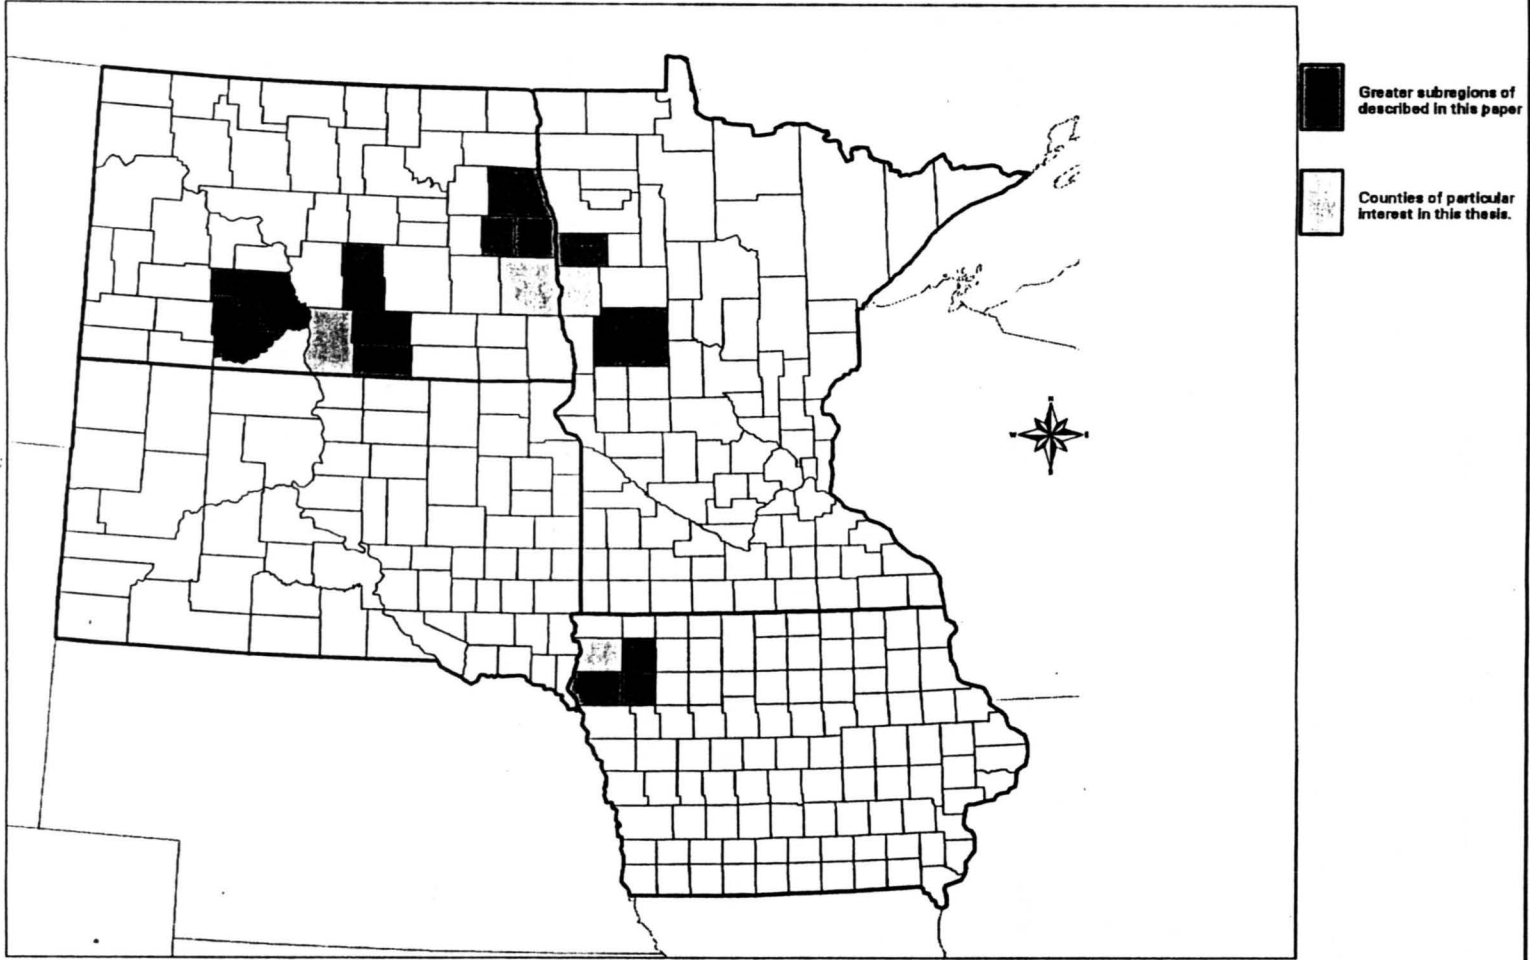 Greater subregions of
described in this paper
Counties of particular
interest in this thesis.